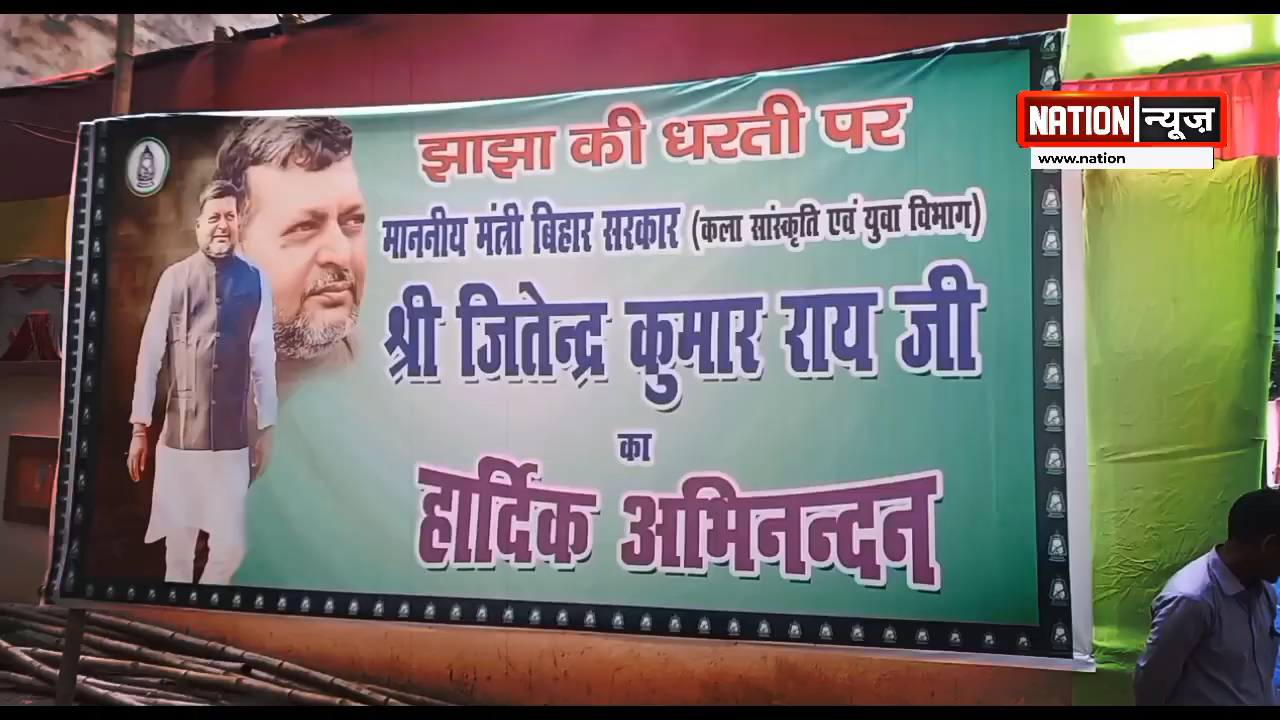 झाझा की धरती पर
माननीय मंत्री बिहार सरकार (कला सांस्कृति एवं युवा विभाग)
श्री जितेन्द्र कुमार राय जी
का
हार्दिक अभिनन्दन
NATION न्यूज़
www.nation